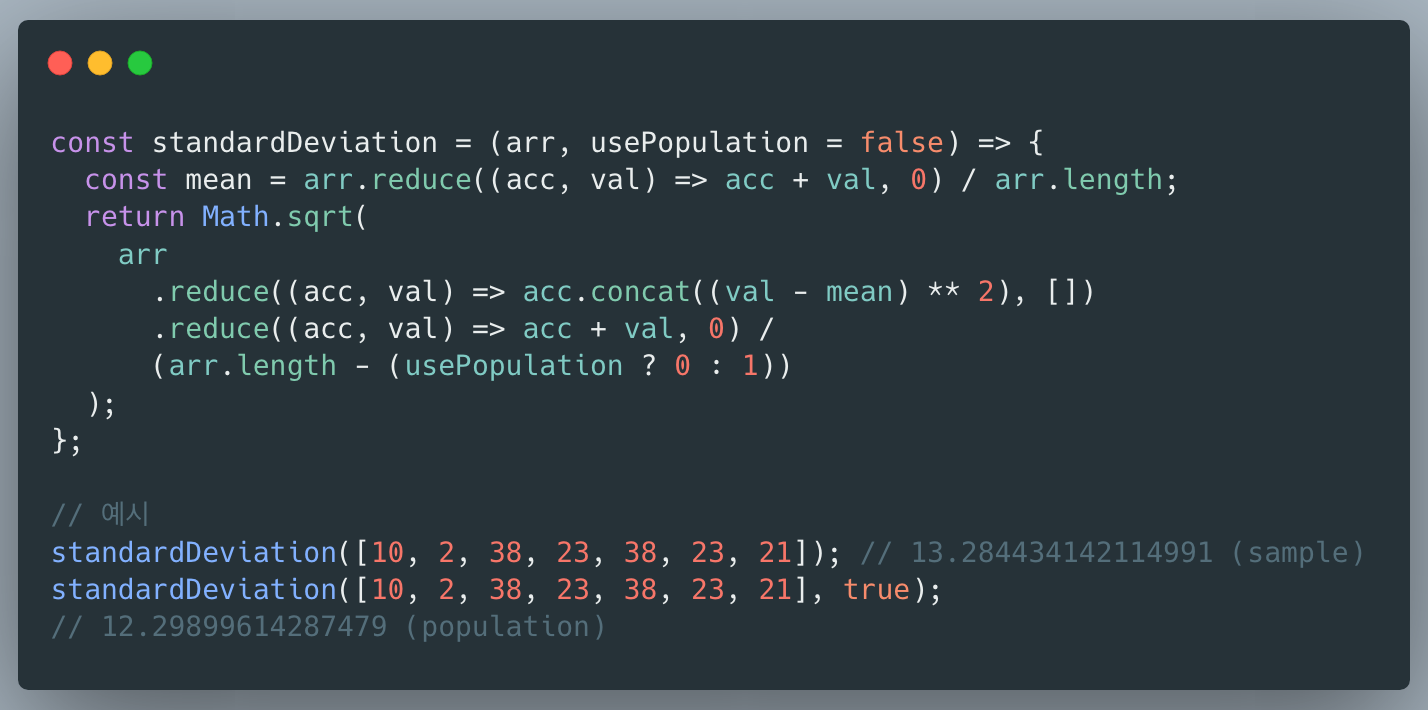 const standardDeviation = (arr, usePopulation = false) => {
  const mean = arr.reduce((acc, val) => acc + val, 0) / arr.length;
  return Math.sqrt(
    arr
      .reduce((acc, val) => acc.concat((val - mean) ** 2), [])
      .reduce((acc, val) => acc + val, 0) /
      (arr.length - (usePopulation ? 0 : 1))
  );
};

// 예시
standardDeviation([10, 2, 38, 23, 38, 23, 21]); // 13.284434142114991 (sample)
standardDeviation([10, 2, 38, 23, 38, 23, 21], true);
// 12.29899614287479 (population)